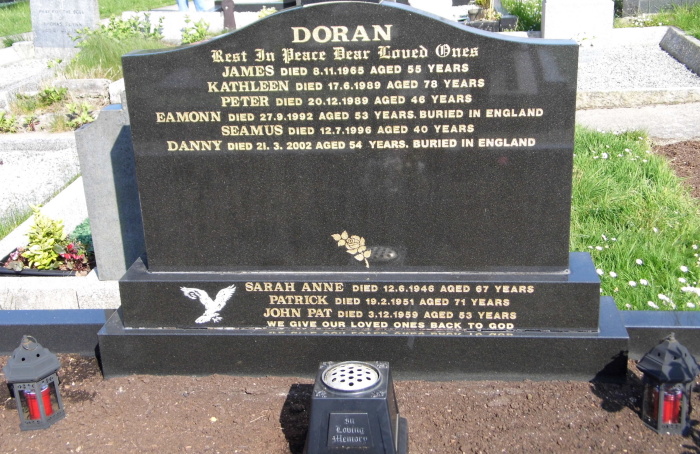 DORAN
Rest In Peace Dear Loved Ones
JAMES DIED 8.11.1965 AGED 55 YEARS
KATHLEEN DIED 17.6.1989 AGED 78 YEARS
PETER DIED 20.12.1989 AGED 46 YEARS
EAMONN DIED 27.9.1992 AGED 53 YEARS. BURIED IN ENGLAND
SEAMUS DIED 12.7.1996 AGED 40 YEARS
DANNY DIED 21. 3. 2002 AGED 54 YEARS. BURIED IN ENGLAND
SARAH ANNE DIED 12.6.1946 AGED 67 YEARS
PATRICK DIED 19.2.1951 AGED 71 YEARS
JOHN PAT DIED 3.12.1959 AGED 53 YEARS
WE GIVE OUR LOVED ONES BACK TO GOD
In
Loving
Memory